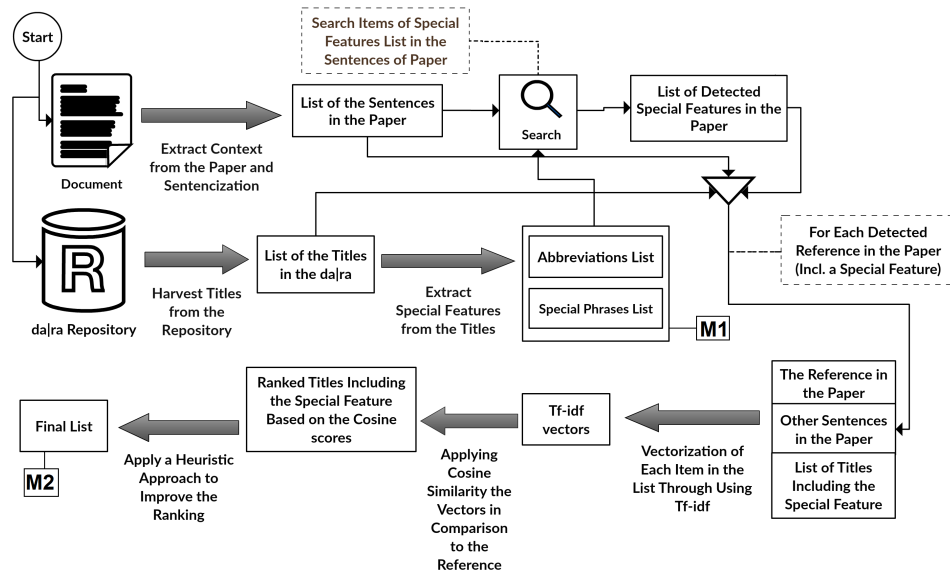 Start
Search Items of Special
Features List in the
Sentences of Paper
List of the Sentences
in the Paper
Search
List of Detected
Special Features in the
Paper
Extract Context
from the Paper and
Sentencization
Document
R
da|ra Repository
Harvest Titles
from the
Repository
List of the Titles
in the da|ra
Extract
Special Features
from the Titles
Abbreviations List
Special Phrases List
M1
For Each Detected
Reference in the Paper
(Incl. a Special Feature)
The Reference in
the Paper
Other Sentences
in the Paper
List of Titles
Including the
Special Feature
Vectorization of
Each Item in the
List Through Using
Tf-idf
Tf-idf
vectors
Applying
Cosine
Similarity the
Vectors in
Comparison
to the
Reference
Ranked Titles Including
the Special Feature
Based on the Cosine
scores
Apply a Heuristic
Approach to
Improve the
Ranking
Final List
M2